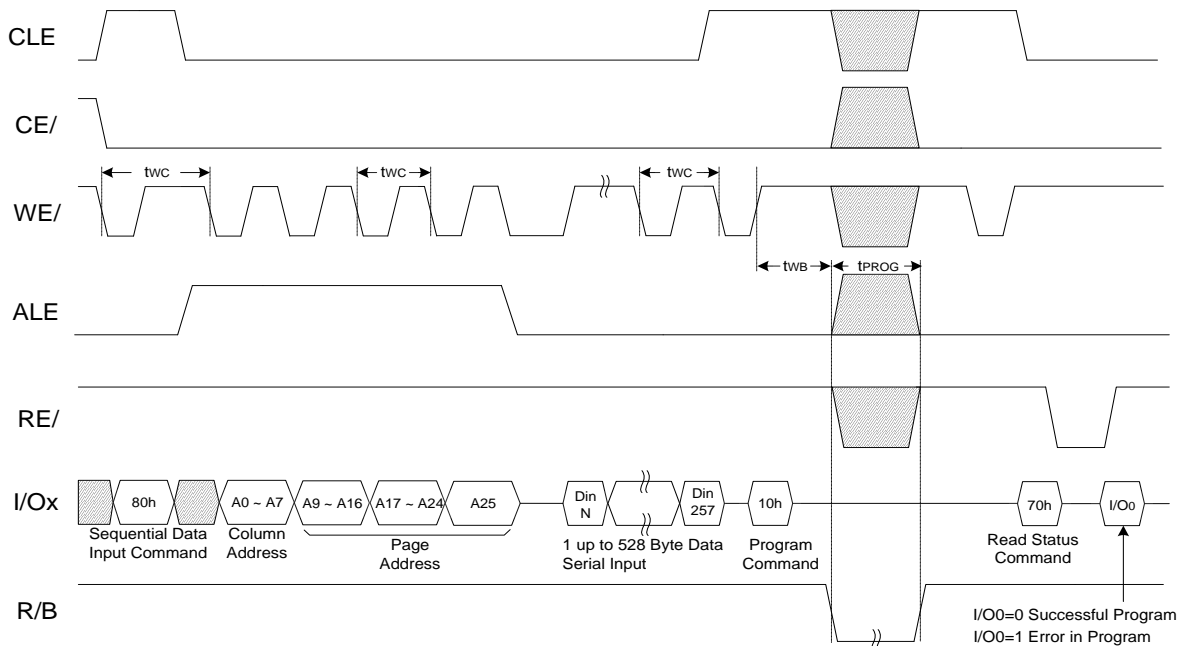 CLE
CE/
twc
twc
twc
WE/
tWB
tPROG
ALE
RE/
I/Ox
80h
A0 ~ A7
A9 ~ A16
A17 ~ A24
A25
Din
N
Din
257
10h
70h
I/O0
Sequential Data
Input Command
Column
Address
Page
Address
1 up to 528 Byte Data
Serial Input
Program
Command
Read Status
Command
R/B
I/O0=0 Successful Program
I/O0=1 Error in Program